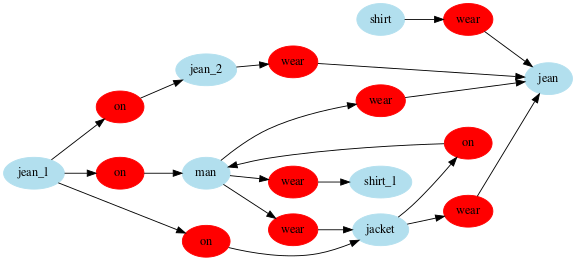 shirt
wear
jean_2
wear
jean
on
wear
on
jean_1
on
man
wear
shirt_1
wear
jacket
wear
on